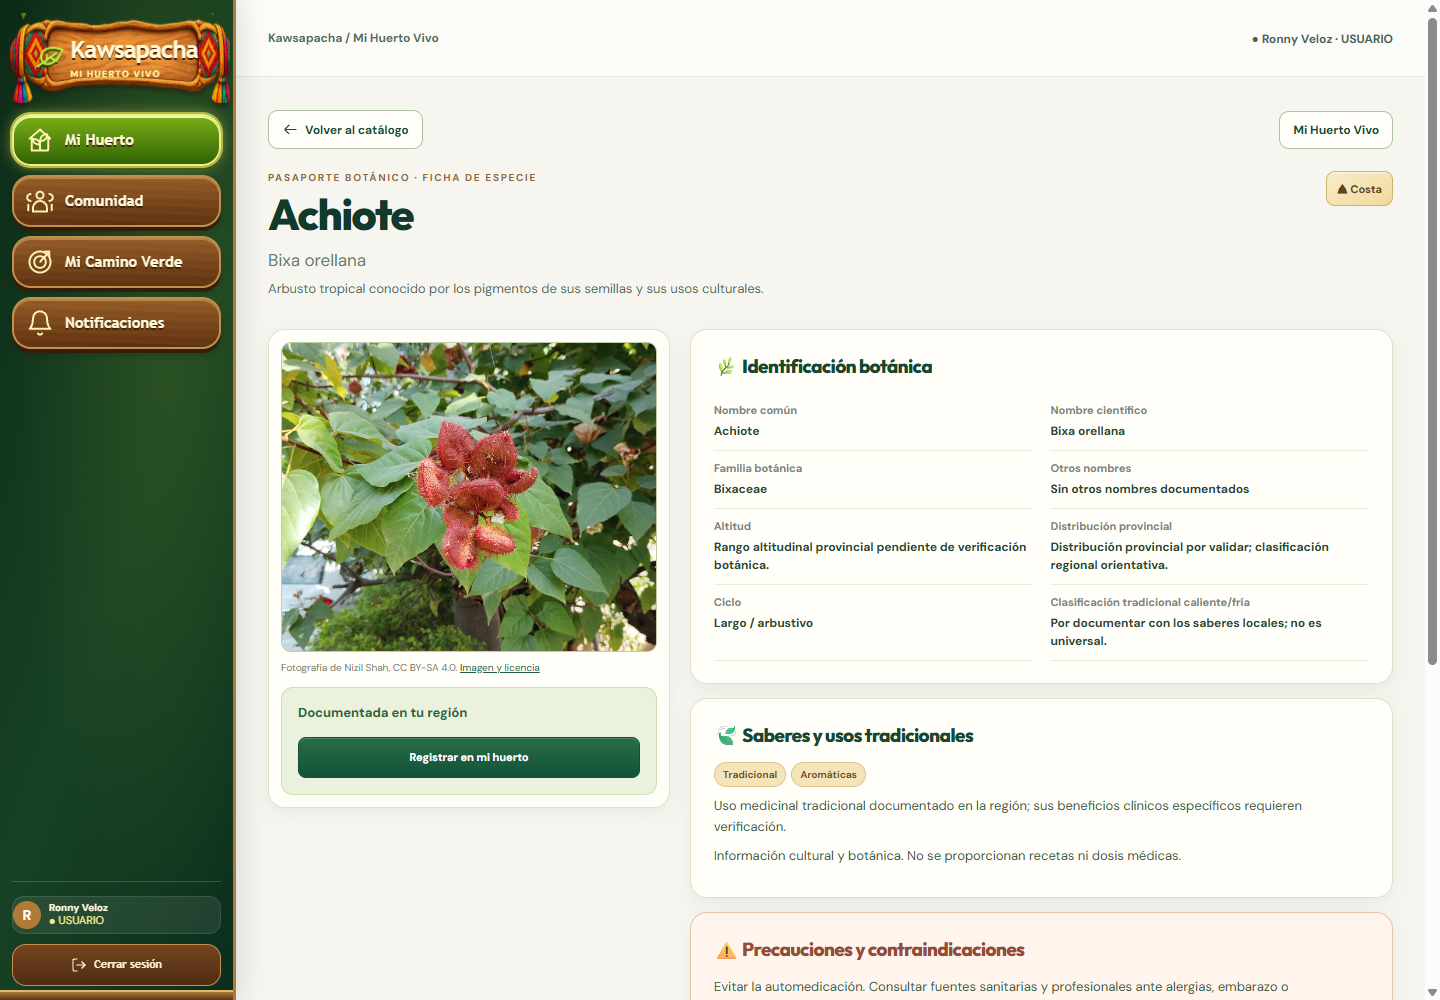 Kawsapacha
MI HUERTO VIVO
Mi Huerto
Comunidad
Mi Camino Verde
Notificaciones
R
Ronny Veloz
● USUARIO
Cerrar sesión
Kawsapacha / Mi Huerto Vivo
● Ronny Veloz · USUARIO
← Volver al catálogo
Mi Huerto Vivo
PASAPORTE BOTÁNICO · FICHA DE ESPECIE
Costa
Achiote
Bixa orellana
Arbusto tropical conocido por los pigmentos de sus semillas y sus usos culturales.
Fotografía de Nizil Shah, CC BY-SA 4.0. Imagen y licencia
Documentada en tu región
Registrar en mi huerto
Identificación botánica
Nombre común
Achiote
Nombre científico
Bixa orellana
Familia botánica
Bixaceae
Otros nombres
Sin otros nombres documentados
Altitud
Rango altitudinal provincial pendiente de verificación
botánica.
Distribución provincial
Distribución provincial por validar; clasificación
regional orientativa.
Ciclo
Largo / arbustivo
Clasificación tradicional caliente/fría
Por documentar con los saberes locales; no es
universal.
Saberes y usos tradicionales
Tradicional
Aromáticas
Uso medicinal tradicional documentado en la región; sus beneficios clínicos específicos requieren
verificación.
Información cultural y botánica. No se proporcionan recetas ni dosis médicas.
Precauciones y contraindicaciones
Evitar la automedicación. Consultar fuentes sanitarias y profesionales ante alergias, embarazo o